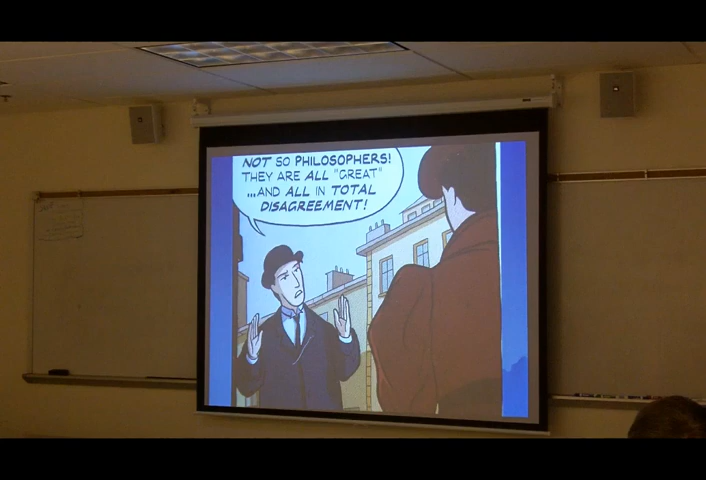 NOT SO PHILOSOPHERS!
THEY ARE ALL "GREAT"
...AND ALL IN TOTAL
DISAGREEMENT!